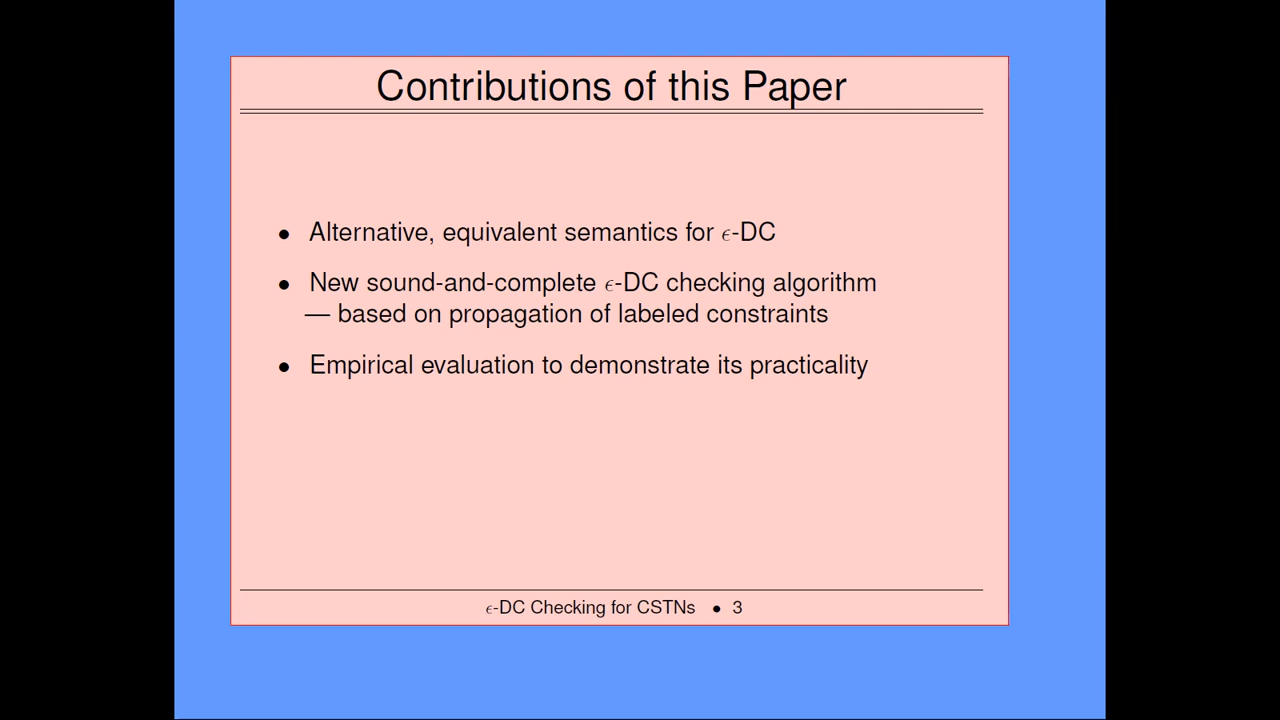 Contributions of this Paper
● Alternative, equivalent semantics for ϵ-DC
● New sound-and-complete ϵ-DC checking algorithm
— based on propagation of labeled constraints
● Empirical evaluation to demonstrate its practicality
ϵ-DC Checking for CSTNs ● 3